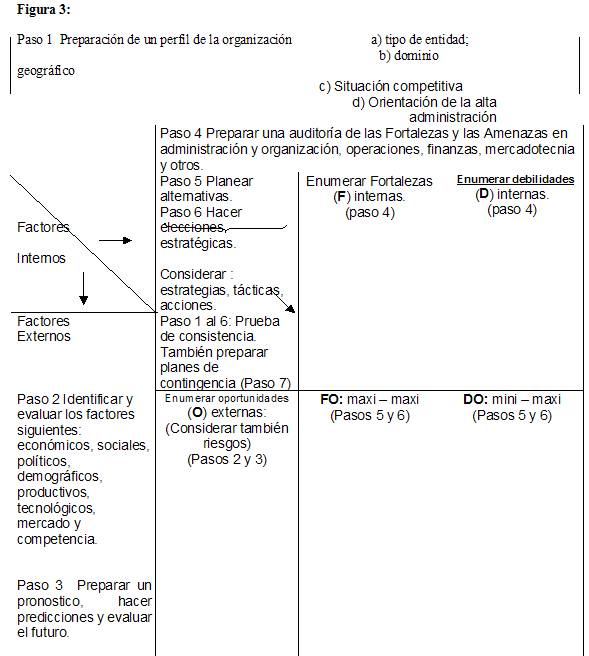 Figura 3:
Paso 1 Preparación de un perfil de la organización a) tipo de entidad;
b) dominio
geográfico
c) Situación competitiva
d) Orientación de la alta
administración
Paso 4 Preparar una auditoría de las Fortalezas y las Amenazas en
administración y organización, operaciones, finanzas, mercadotecnia
y otros.
Factores
Internos
Factores
Externos
Paso 5 Planear
alternativas.
Paso 6 Hacer
elecciones
estratégicas.
Considerar :
estrategias, tácticas,
acciones.
Paso 1 al 6: Prueba
de consistencia.
También preparar
planes de
contingencia (Paso 7)
Enumerar Fortalezas
(F) internas.
(paso 4)
Enumerar debilidades
(D) internas.
(paso 4)
Paso 2 Identificar y
evaluar los factores
siguientes:
económicos, sociales,
políticos,
demográficos,
productivos,
tecnológicos,
mercado y
competencia.
Paso 3 Preparar un
pronostico, hacer
predicciones y evaluar
el futuro.
Enumerar oportunidades
(O) externas:
(Considerar también
riesgos)
(Pasos 2 y 3)
FO: maxi – maxi
(Pasos 5 y 6)
DO: mini – maxi
(Pasos 5 y 6)